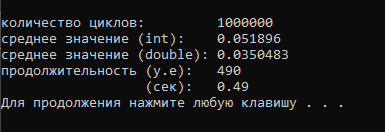 количество циклов: 1000000
среднее значение (int): 0.051896
среднее значение (double): 0.0350483
продолжительность (у.е) 490
(сек): 0.49
Для продолжения нажмите любую клавишу . . .